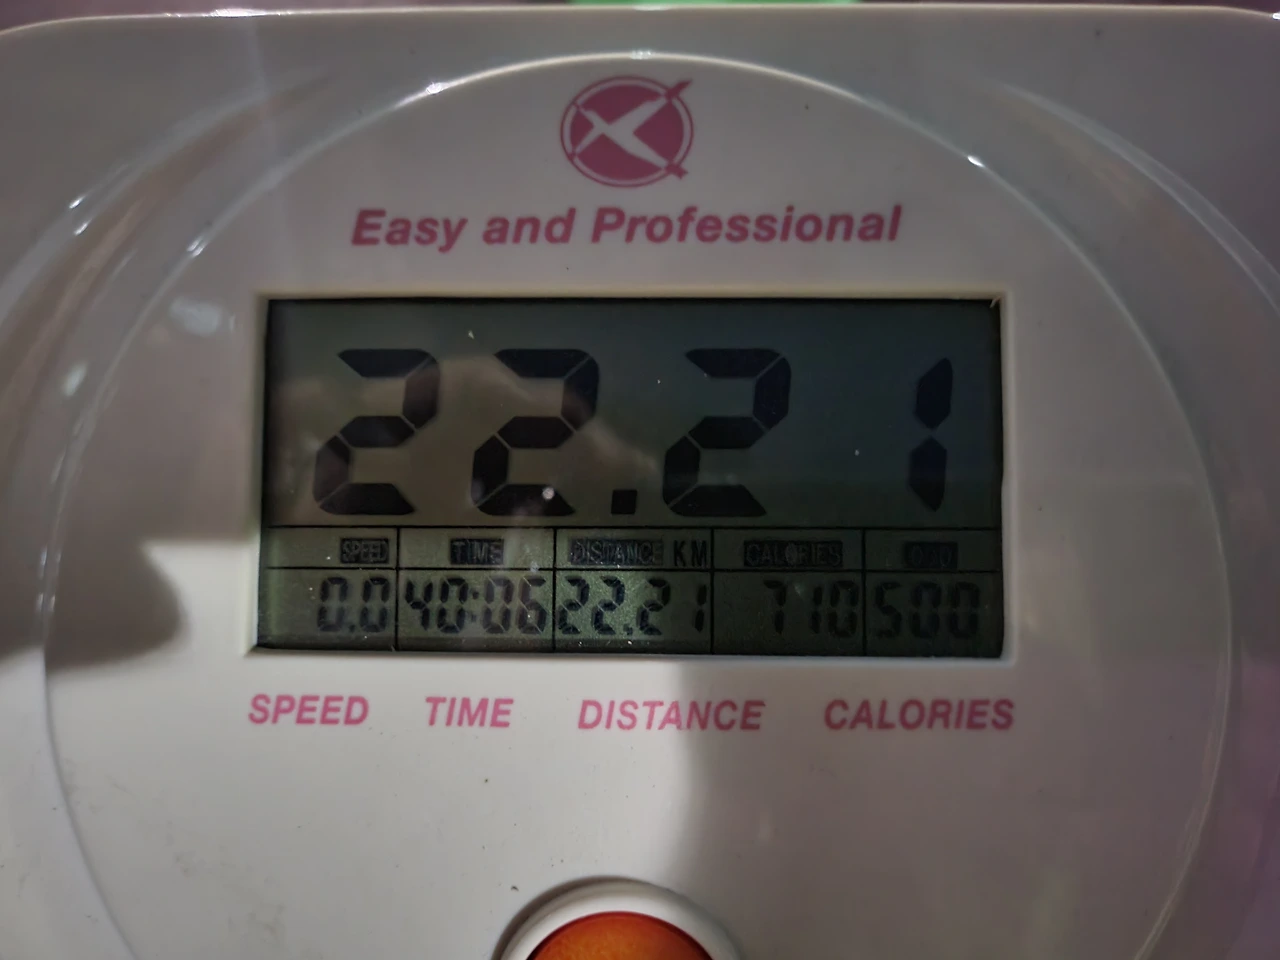 Easy and Professional
22.21
SPEED TIME DISTANCE KM CALORIES ODO
0.0 40:06 22.21 710 500
SPEED TIME DISTANCE CALORIES